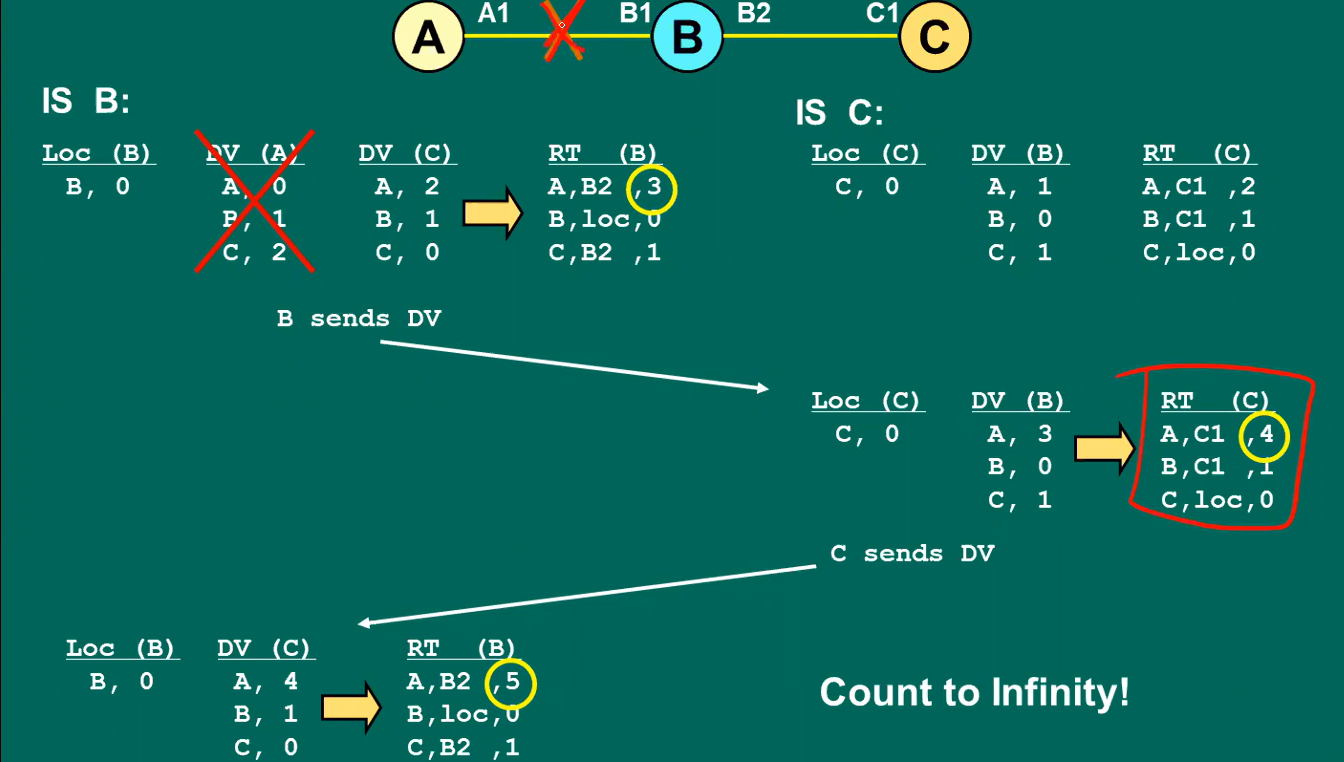 A A1 B1 B B2 C1 C
IS B:
IS C:
Loc (B) DV (A) DV (C) RT (B) Loc (C) DV (B) RT (C)
B, 0 A, 0 A, 2 A,B2 ,3 C, 0 A, 1 A,C1 ,2
B, 1 B, 1 B,loc,0 B, 0 B,C1 ,1
C, 2 C, 0 C,B2 ,1 C, 1 C,loc,0
B sends DV
Loc (C) DV (B) RT (C)
C, 0 A, 3 A,C1 ,4
B, 0 B,C1 ,1
C, 1 C,loc,0
C sends DV
Loc (B) DV (C) RT (B)
B, 0 A, 4 A,B2 ,5
B, 1 B,loc,0
C, 0 C,B2 ,1
Count to Infinity!